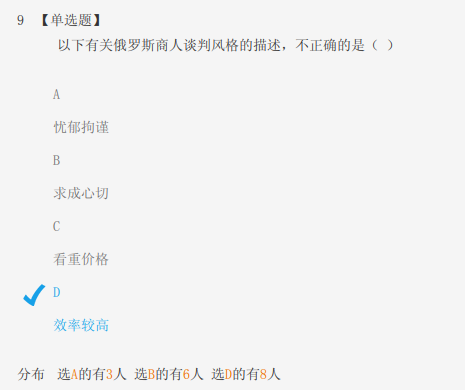 9 【单选题】
以下有关俄罗斯商人谈判风格的描述，不正确的是（ ）
A
忧郁拘谨
B
求成心切
C
看重价格
D
效率较高
分布 选A的有3人 选B的有6人 选D的有8人